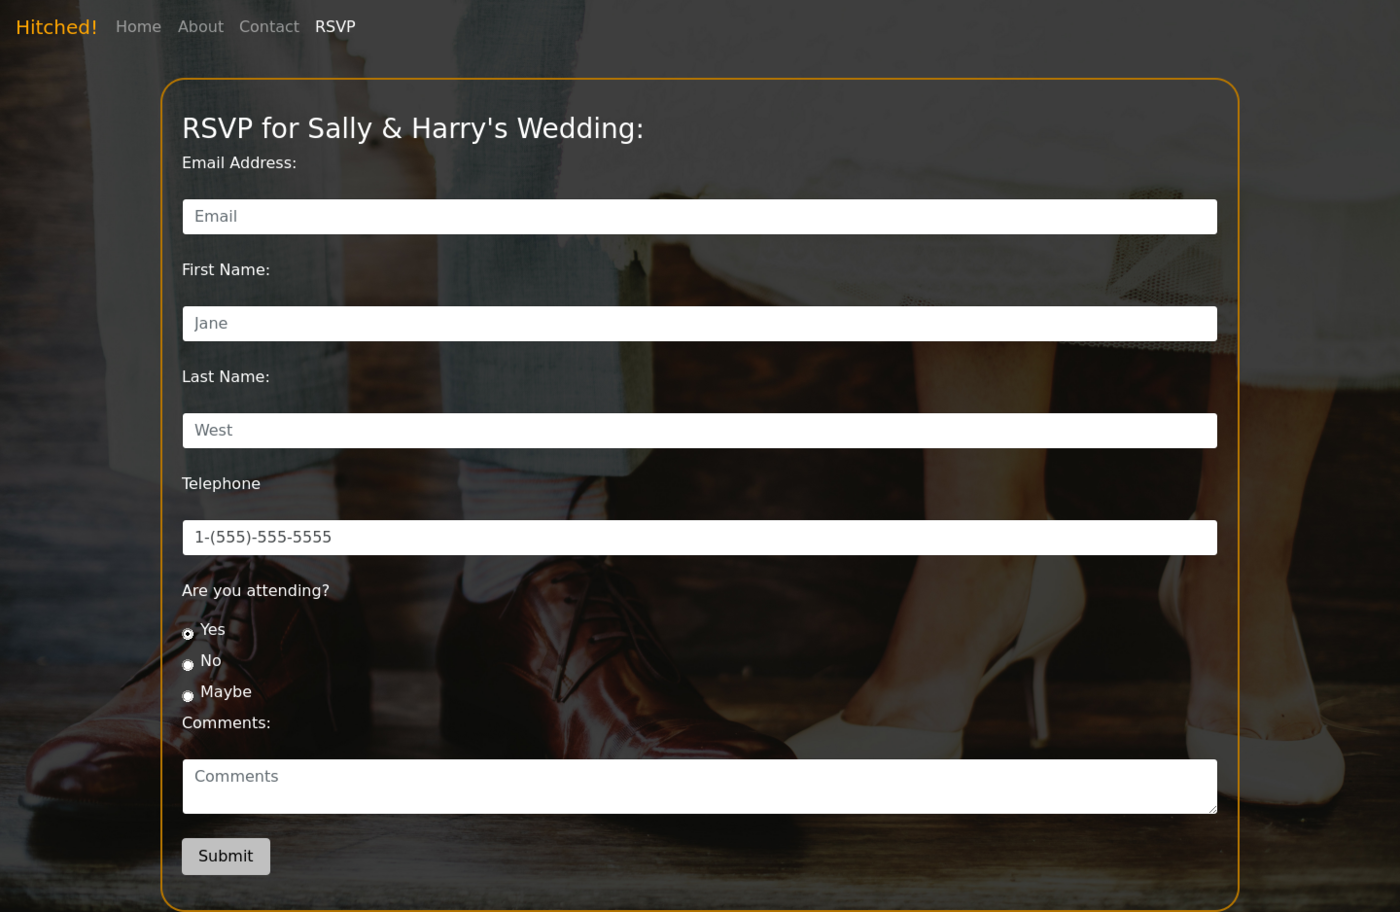 Hitched! Home About Contact RSVP
RSVP for Sally & Harry's Wedding:
Email Address:
Email
First Name:
Jane
Last Name:
West
Telephone
1-(555)-555-5555
Are you attending?
Yes
No
Maybe
Comments:
Comments
Submit